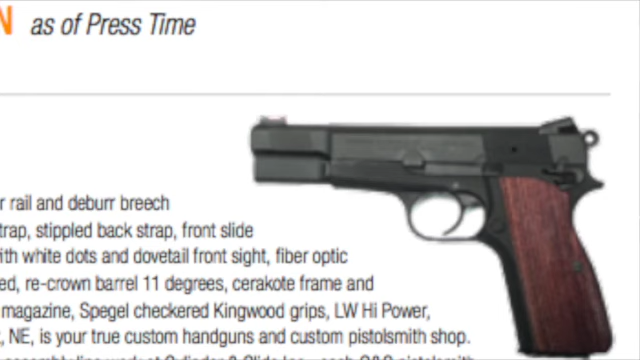 N as of Press Time
r rail and deburr breech
trap, stippled back strap, front slide
ith white dots and dovetail front sight, fiber optic
ed, re-crown barrel 11 degrees, cerakote frame and
magazine, Spegel checkered Kingwood grips, LW Hi Power,
, NE, is your true custom handguns and custom pistolsmith shop.